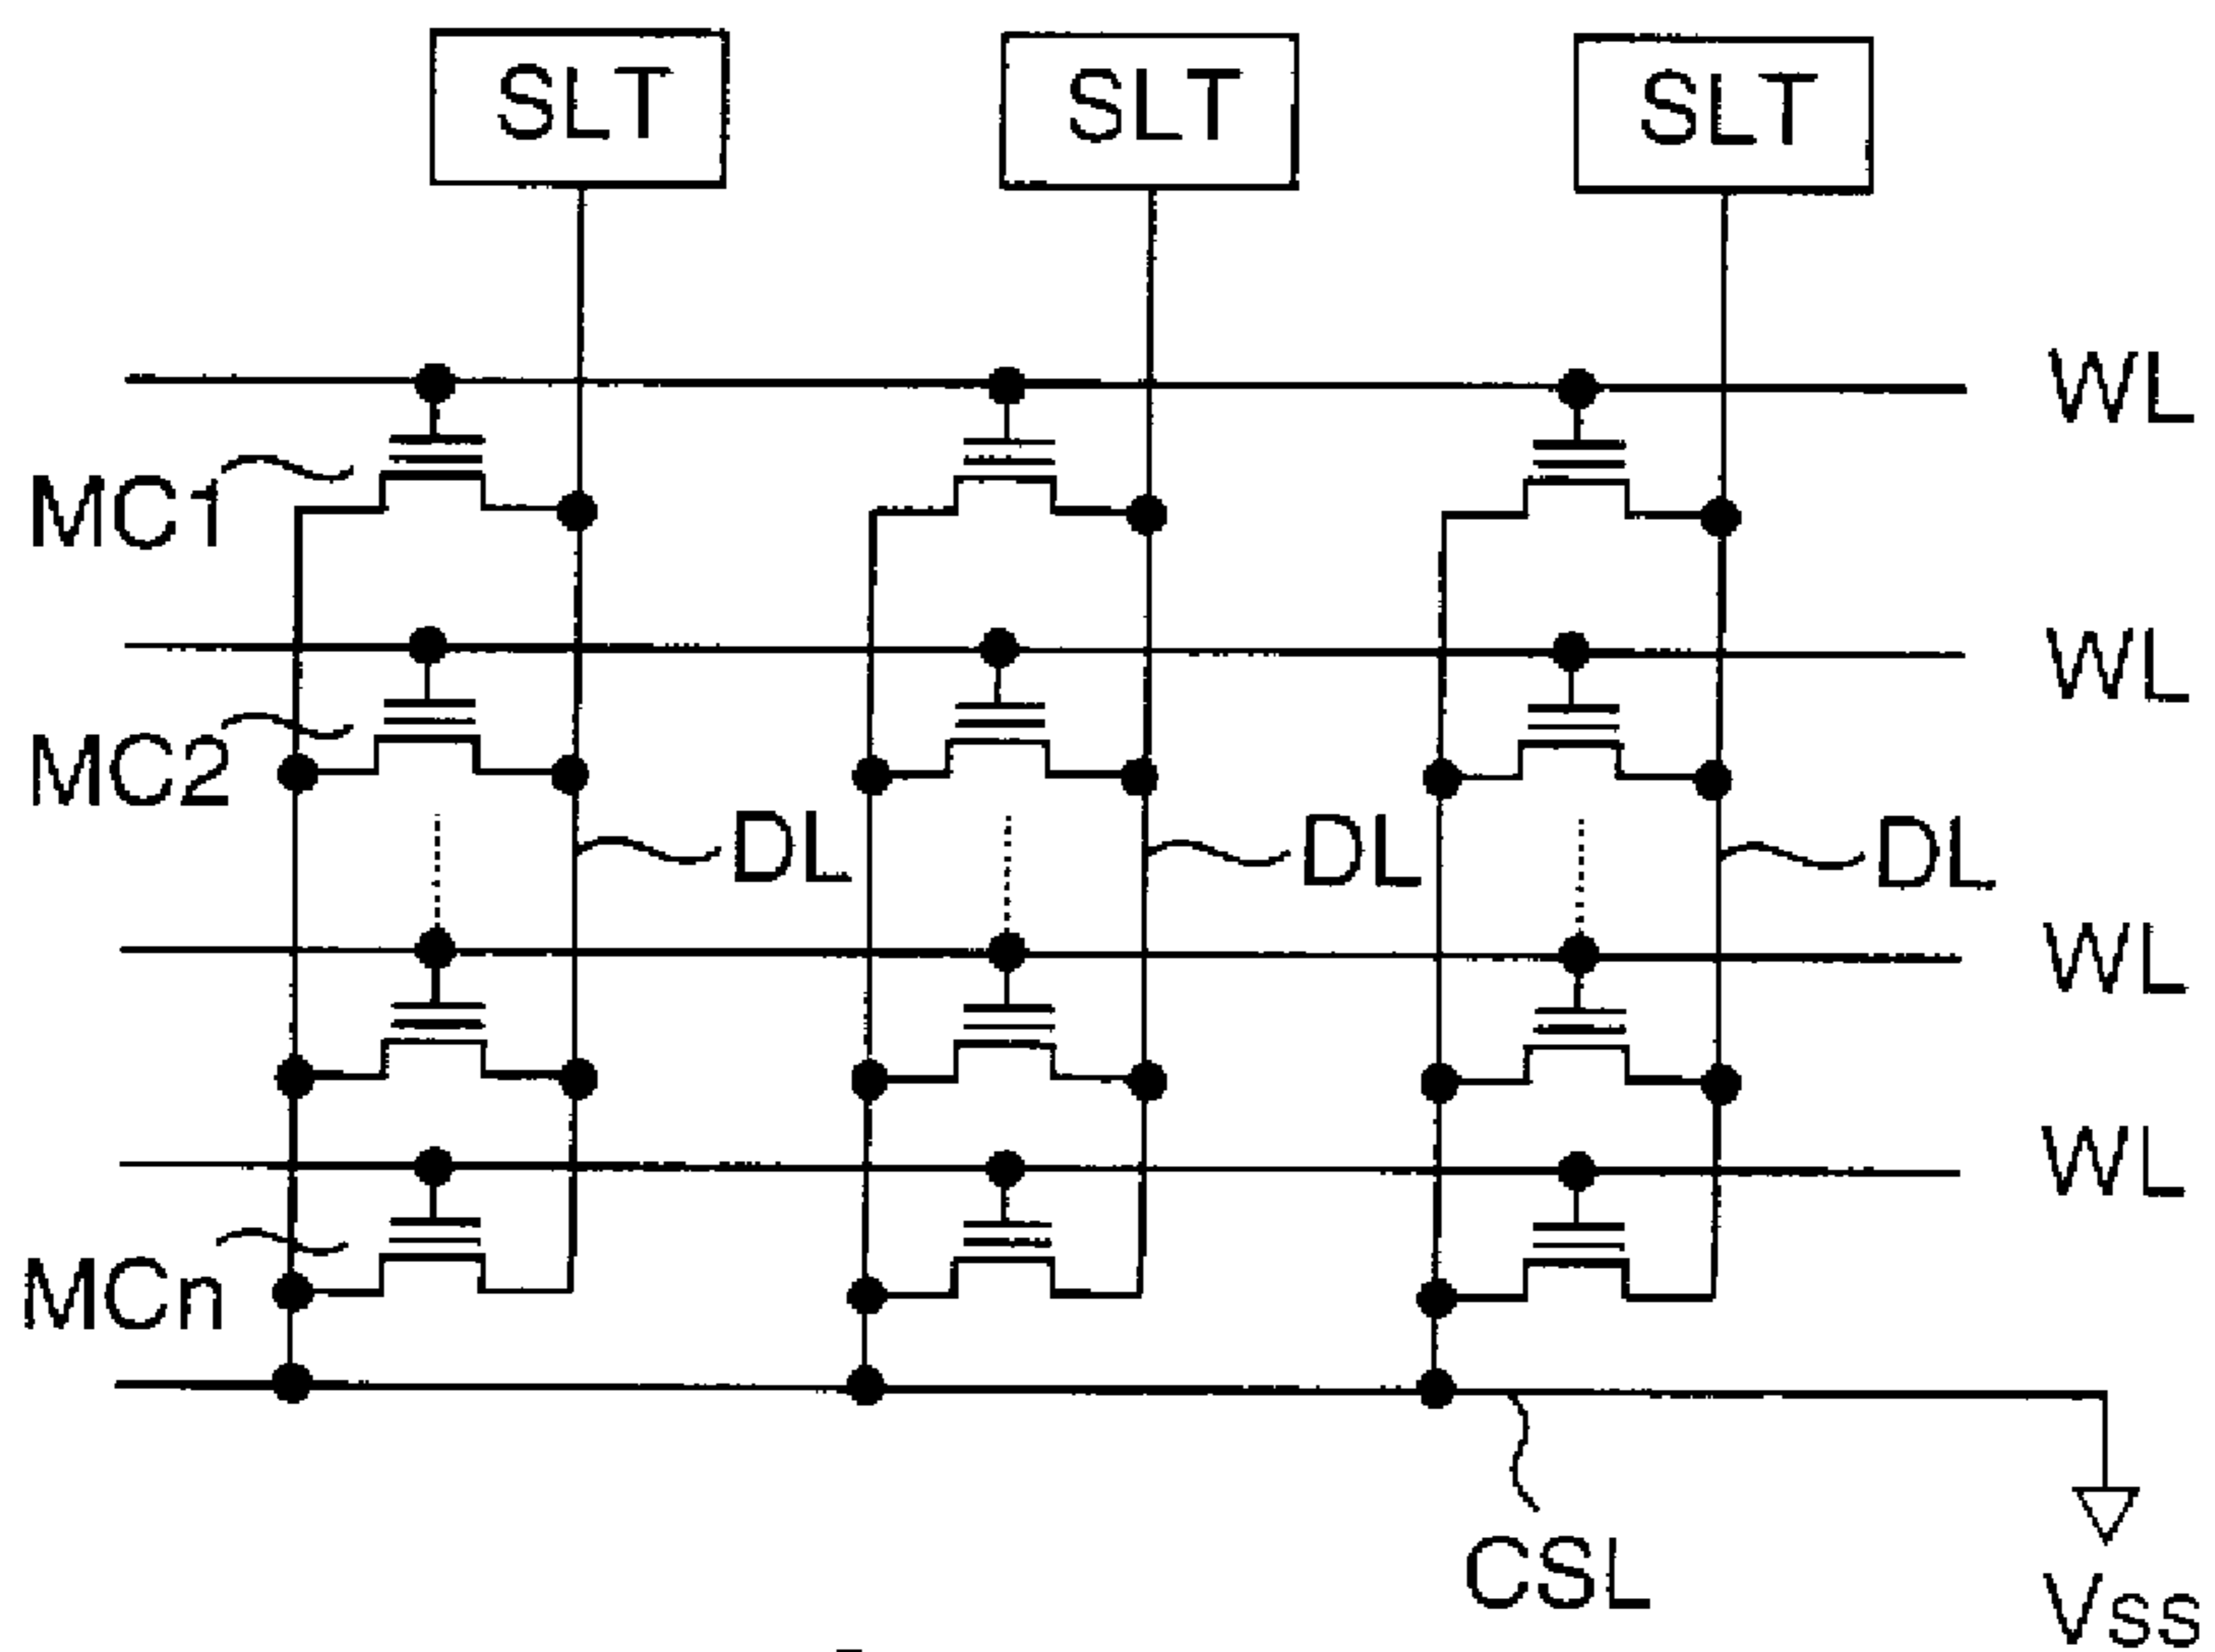 SLT SLT SLT
WL
MC1
WL
MC2
DL DL DL
WL
WL
MCn
CSL
Vss